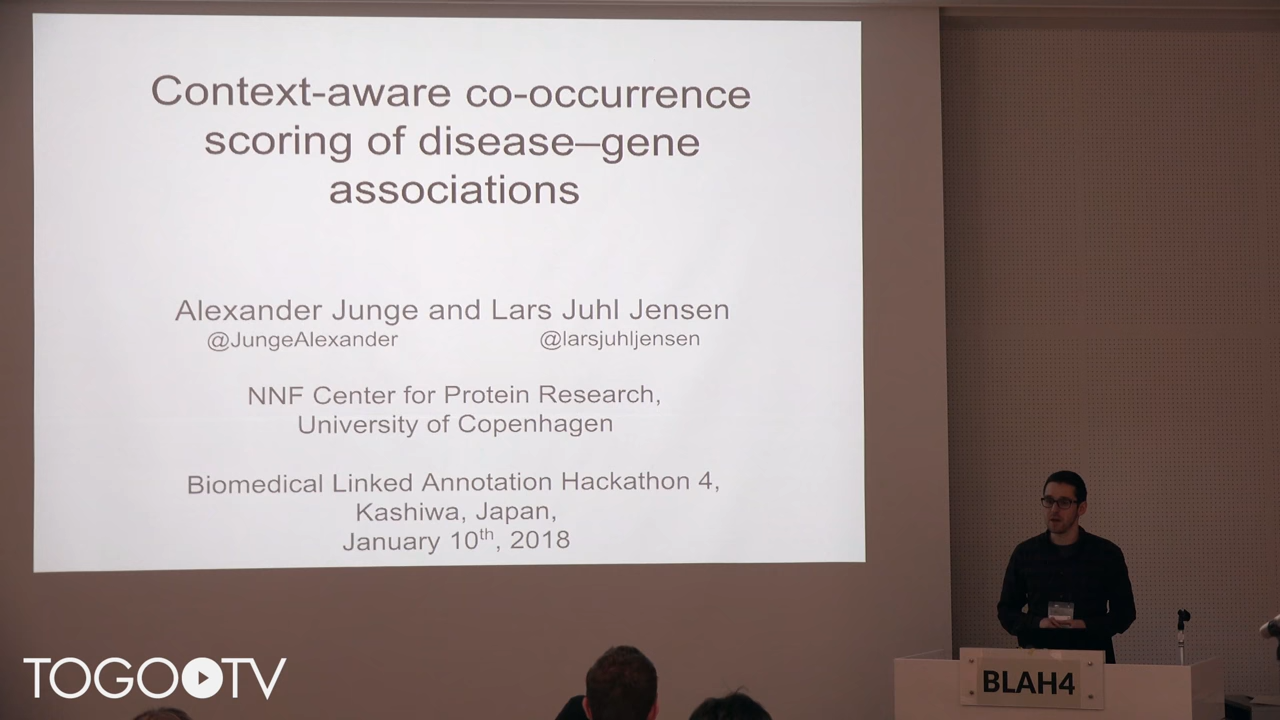 Context-aware co-occurrence
scoring of disease–gene
associations
Alexander Junge and Lars Juhl Jensen
@JungeAlexander @larsjuhljensen
NNF Center for Protein Research,
University of Copenhagen
Biomedical Linked Annotation Hackathon 4,
Kashiwa, Japan,
January 10th, 2018
BLAH4
TOGOTV